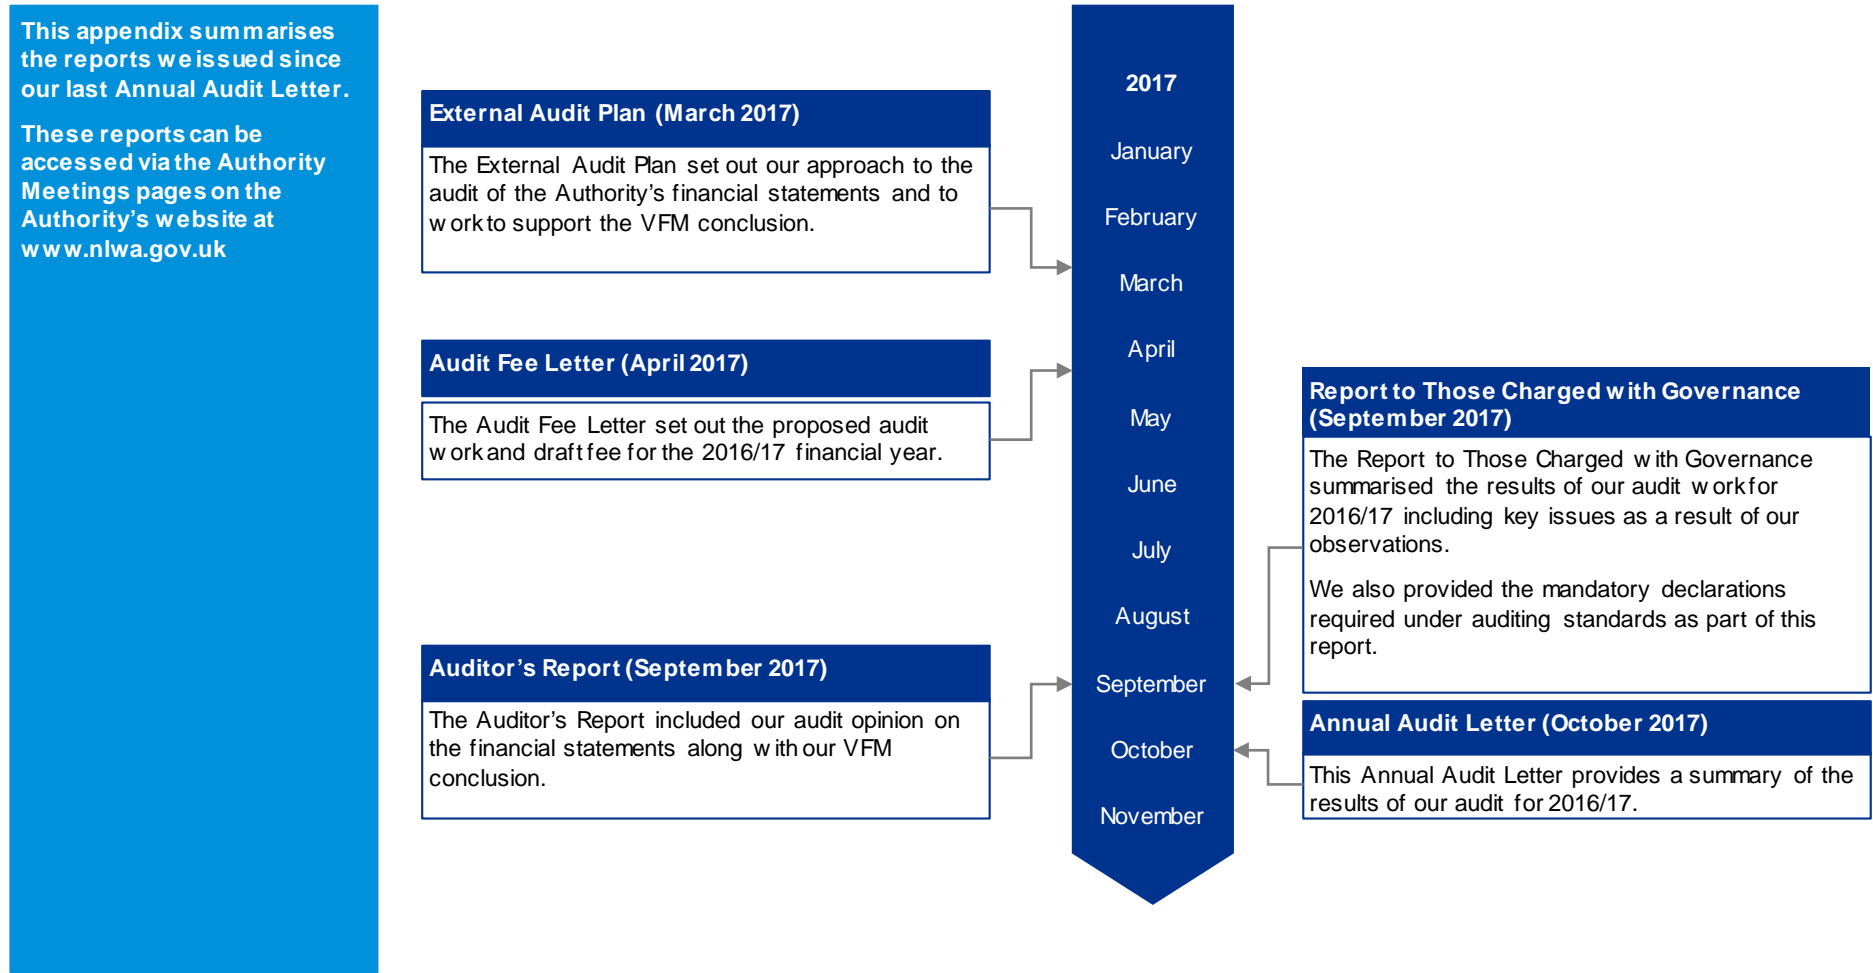 This appendix summarises
the reports we issued since
our last Annual Audit Letter.
These reports can be
accessed via the Authority
Meetings pages on the
Authority’s website at
www.nlwa.gov.uk
External Audit Plan (March 2017)
The External Audit Plan set out our approach to the
audit of the Authority’s financial statements and to
work to support the VFM conclusion.
Audit Fee Letter (April 2017)
The Audit Fee Letter set out the proposed audit
work and draft fee for the 2016/17 financial year.
Auditor’s Report (September 2017)
The Auditor’s Report included our audit opinion on
the financial statements along with our VFM
conclusion.
2017
January
February
March
April
May
June
July
August
September
October
November
Report to Those Charged with Governance
(September 2017)
The Report to Those Charged with Governance
summarised the results of our audit work for
2016/17 including key issues as a result of our
observations.
We also provided the mandatory declarations
required under auditing standards as part of this
report.
Annual Audit Letter (October 2017)
This Annual Audit Letter provides a summary of the
results of our audit for 2016/17.